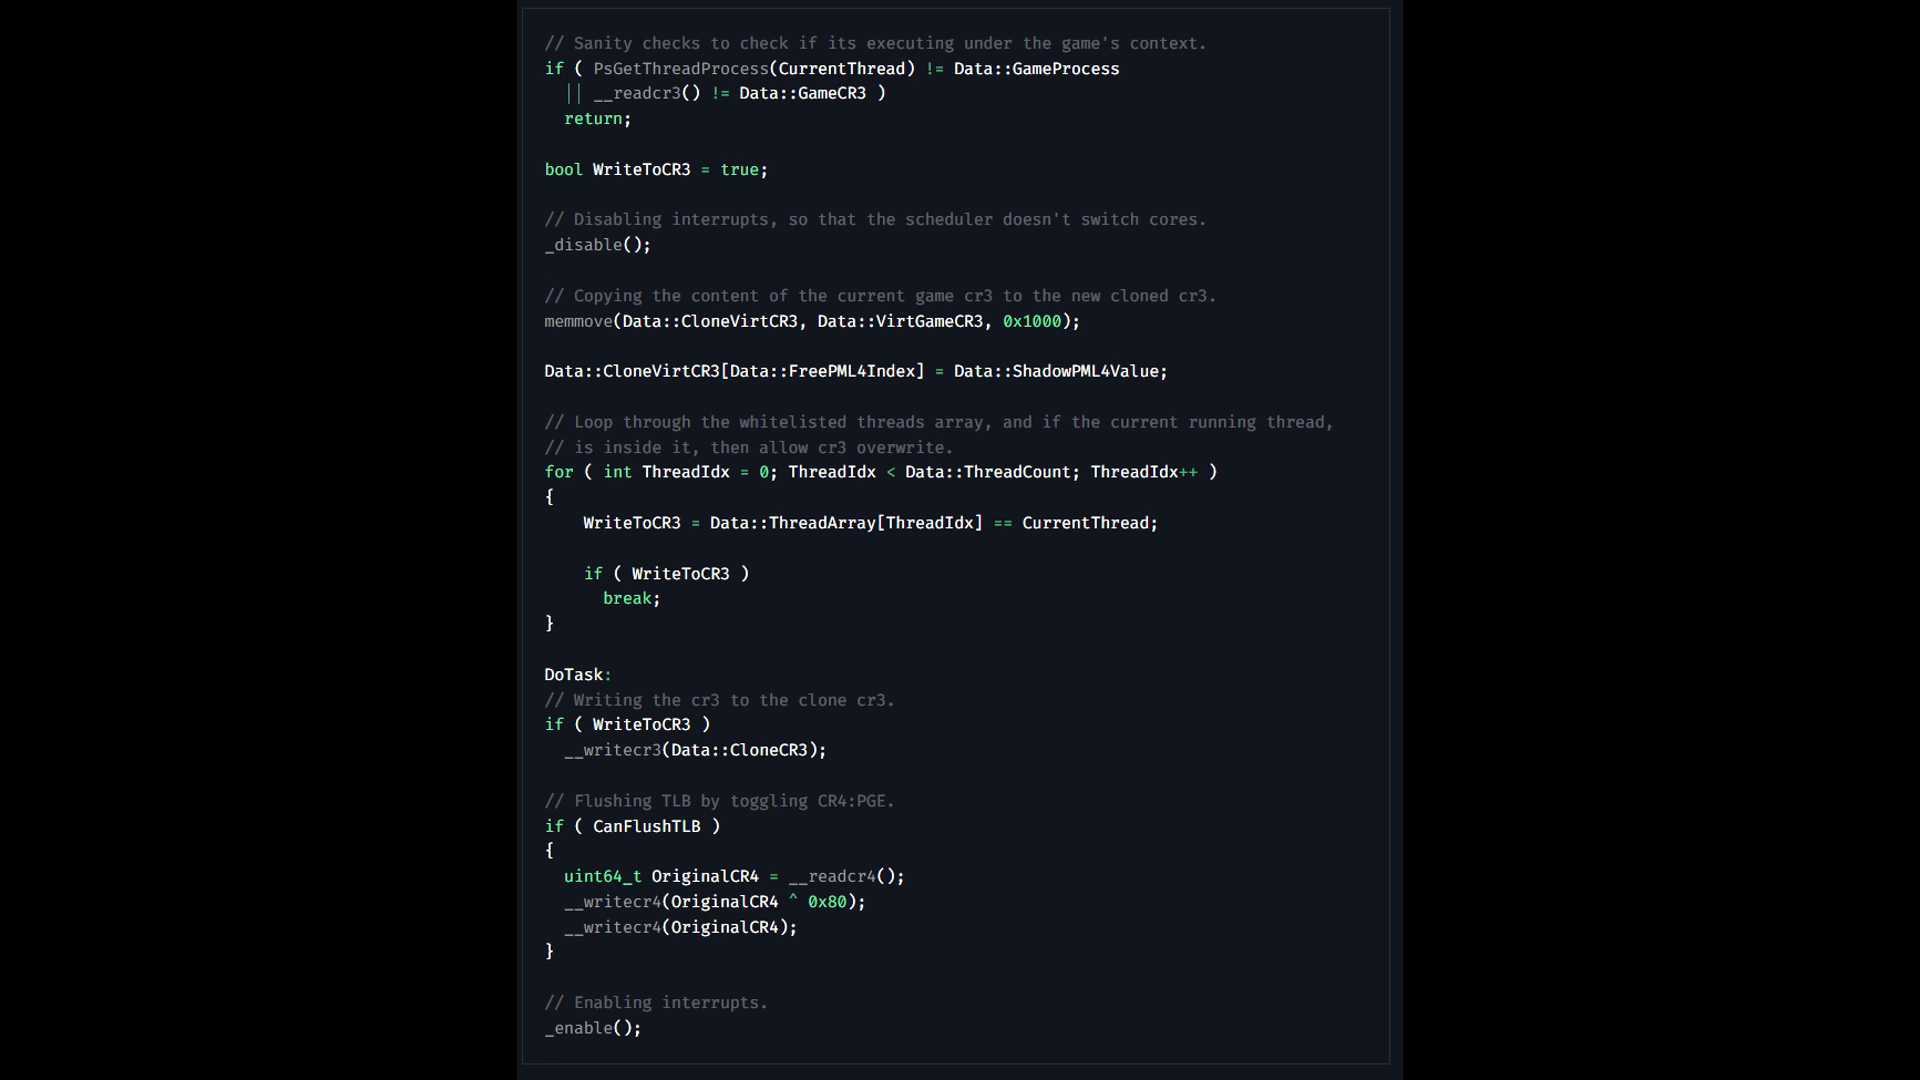 // Sanity checks to check if its executing under the game's context.
if ( PsGetThreadProcess(CurrentThread) != Data::GameProcess
|| __readcr3() != Data::GameCR3 )
return;
bool WriteToCR3 = true;
// Disabling interrupts, so that the scheduler doesn't switch cores.
_disable();
// Copying the content of the current game cr3 to the new cloned cr3.
memmove(Data::CloneVirtCR3, Data::VirtGameCR3, 0x1000);
Data::CloneVirtCR3[Data::FreePML4Index] = Data::ShadowPML4Value;
// Loop through the whitelisted threads array, and if the current running thread,
// is inside it, then allow cr3 overwrite.
for ( int ThreadIdx = 0; ThreadIdx < Data::ThreadCount; ThreadIdx++ )
{
WriteToCR3 = Data::ThreadArray[ThreadIdx] == CurrentThread;
if ( WriteToCR3 )
break;
}
DoTask:
// Writing the cr3 to the clone cr3.
if ( WriteToCR3 )
__writecr3(Data::CloneCR3);
// Flushing TLB by toggling CR4:PGE.
if ( CanFlushTLB )
{
uint64_t OriginalCR4 = __readcr4();
__writecr4(OriginalCR4 ^ 0x80);
__writecr4(OriginalCR4);
}
// Enabling interrupts.
_enable();